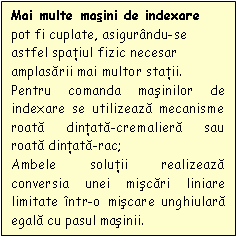 Mai multe maşini de indexare
pot fi cuplate, asigurându-se
astfel spaţiul fizic necesar
amplasării mai multor staţii.
Pentru comanda maşinilor de
indexare se utilizează mecanisme
roată dinţată-cremalieră sau
roată dinţată-rac;
Ambele soluţii realizează
conversia unei mişcări liniare
limitate într-o mişcare unghiulară
egală cu pasul maşinii.